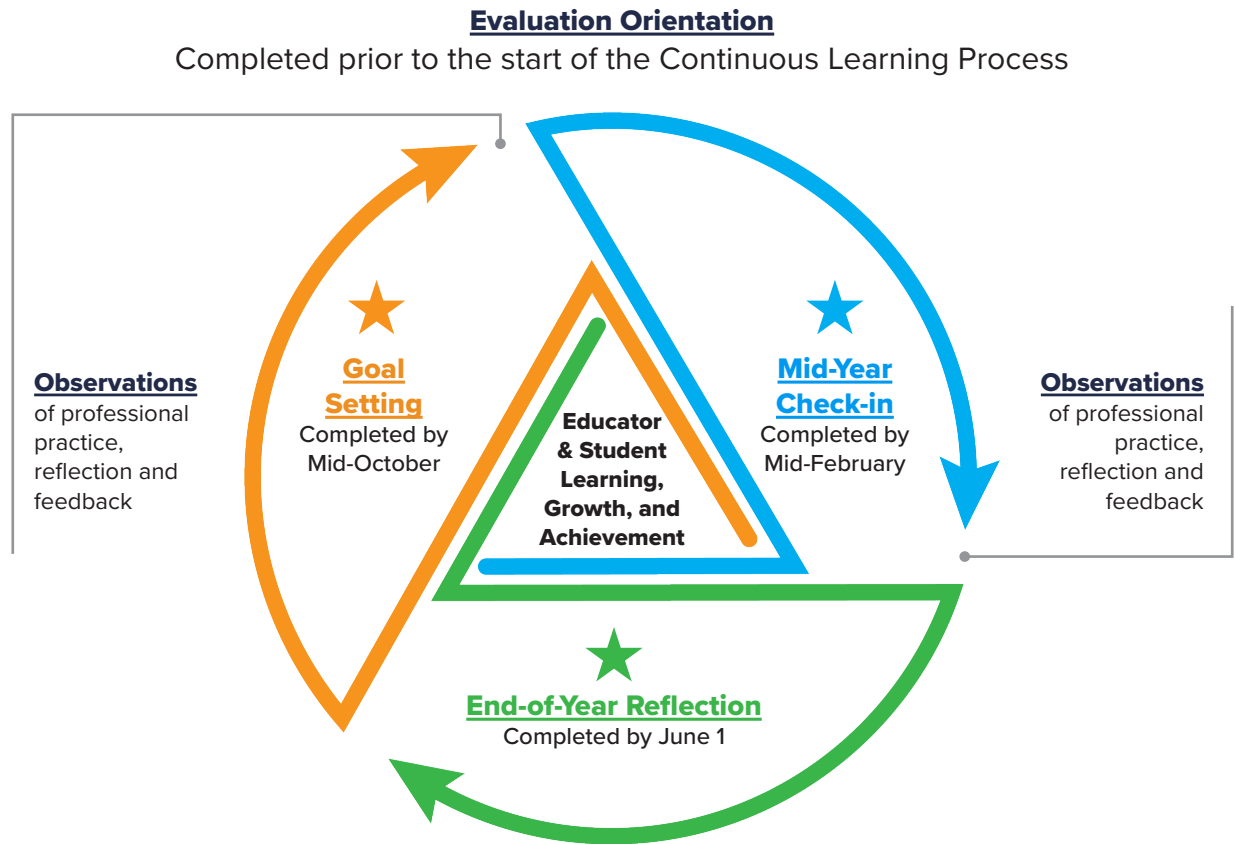 Evaluation Orientation
Completed prior to the start of the Continuous Learning Process
Observations
of professional
practice,
reflection and
feedback
Goal
Setting
Completed by
Mid-October
Educator
& Student
Learning,
Growth, and
Achievement
Mid-Year
Check-in
Completed by
Mid-February
Observations
of professional
practice,
reflection and
feedback
End-of-Year Reflection
Completed by June 1